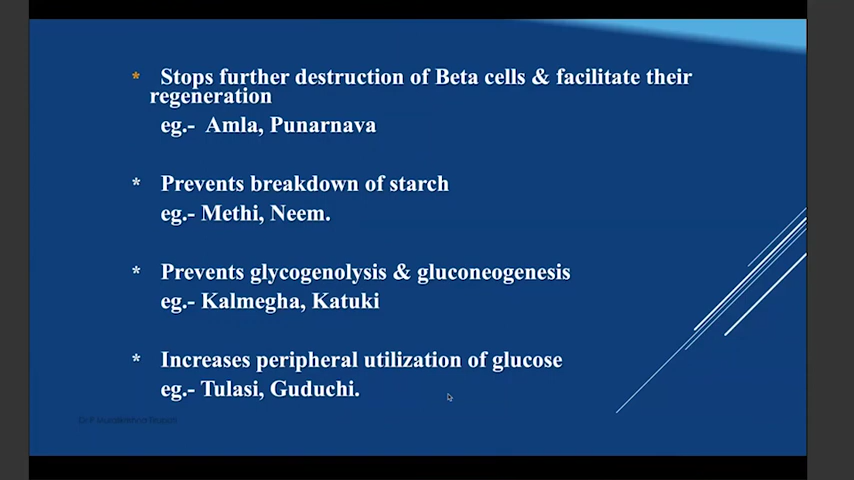 * Stops further destruction of Beta cells & facilitate their
regeneration
eg.- Amla, Punarnava
* Prevents breakdown of starch
eg.- Methi, Neem.
* Prevents glycogenolysis & gluconeogenesis
eg.- Kalmegha, Katuki
* Increases peripheral utilization of glucose
eg.- Tulasi, Guduchi.